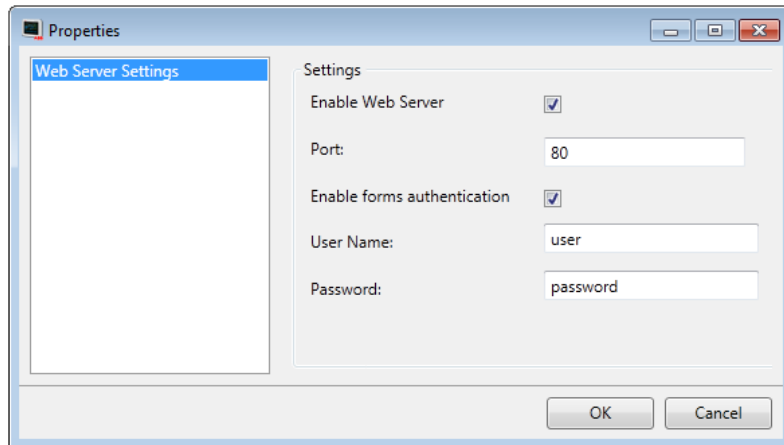 Properties
Web Server Settings
Settings
Enable Web Server
Port: 80
Enable forms authentication
User Name: user
Password: password
OK Cancel